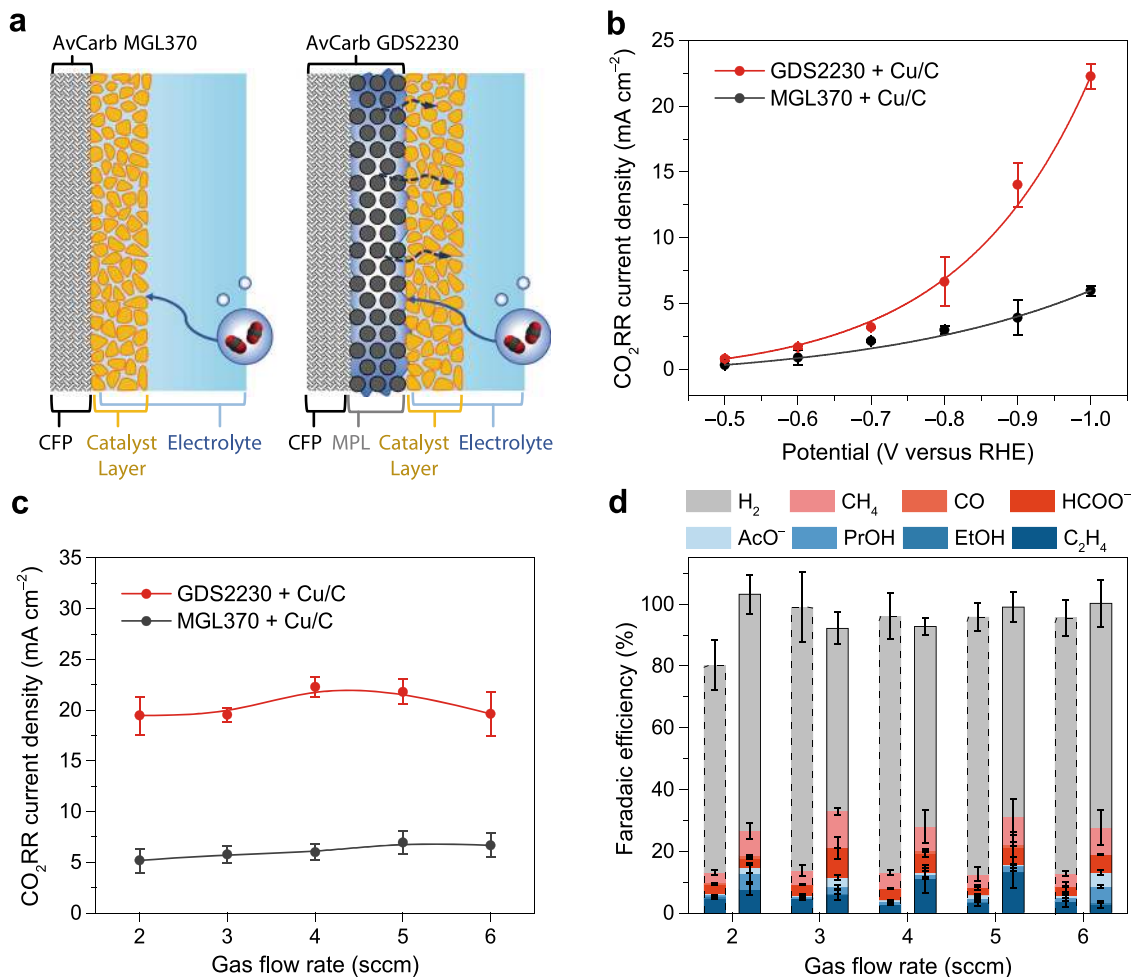 a
AvCarb MGL370
AvCarb GDS2230
CFP
Catalyst
Layer
Electrolyte
CFP
MPL
Catalyst
Layer
Electrolyte
b
CO₂RR current density (mA cm⁻²)
25
20
15
10
5
0
GDS2230 + Cu/C
MGL370 + Cu/C
−0.5 −0.6 −0.7 −0.8 −0.9 −1.0
Potential (V versus RHE)
c
CO₂RR current density (mA cm⁻²)
35
30
25
20
15
10
5
0
GDS2230 + Cu/C
MGL370 + Cu/C
2 3 4 5 6
Gas flow rate (sccm)
d
H₂ CH₄ CO HCOO⁻
AcO⁻ PrOH EtOH C₂H₄
Faradaic efficiency (%)
100
80
60
40
20
0
2 3 4 5 6
Gas flow rate (sccm)